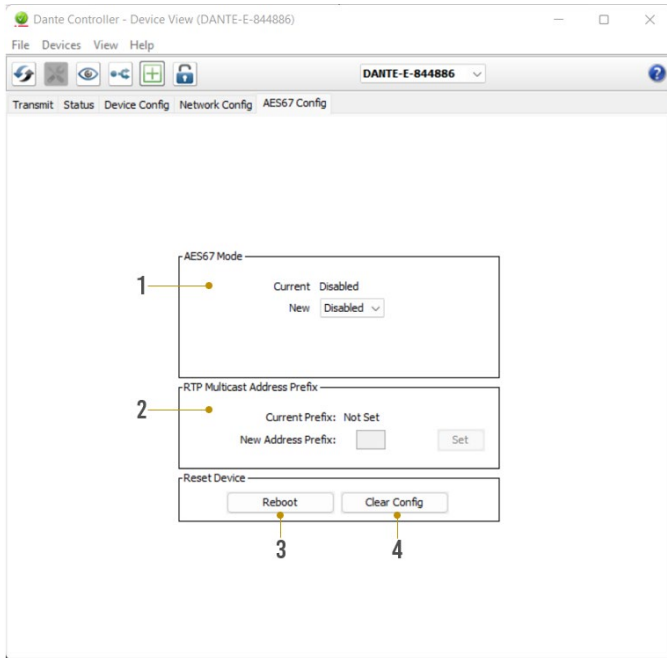 Dante Controller - Device View (DANTE-E-844886)
File Devices View Help
DANTE-E-844886
?
Transmit Status Device Config Network Config AES67 Config
AES67 Mode
1
Current Disabled
New Disabled
RTP Multicast Address Prefix
2
Current Prefix: Not Set
New Address Prefix: Set
Reset Device
Reboot Clear Config
3 4